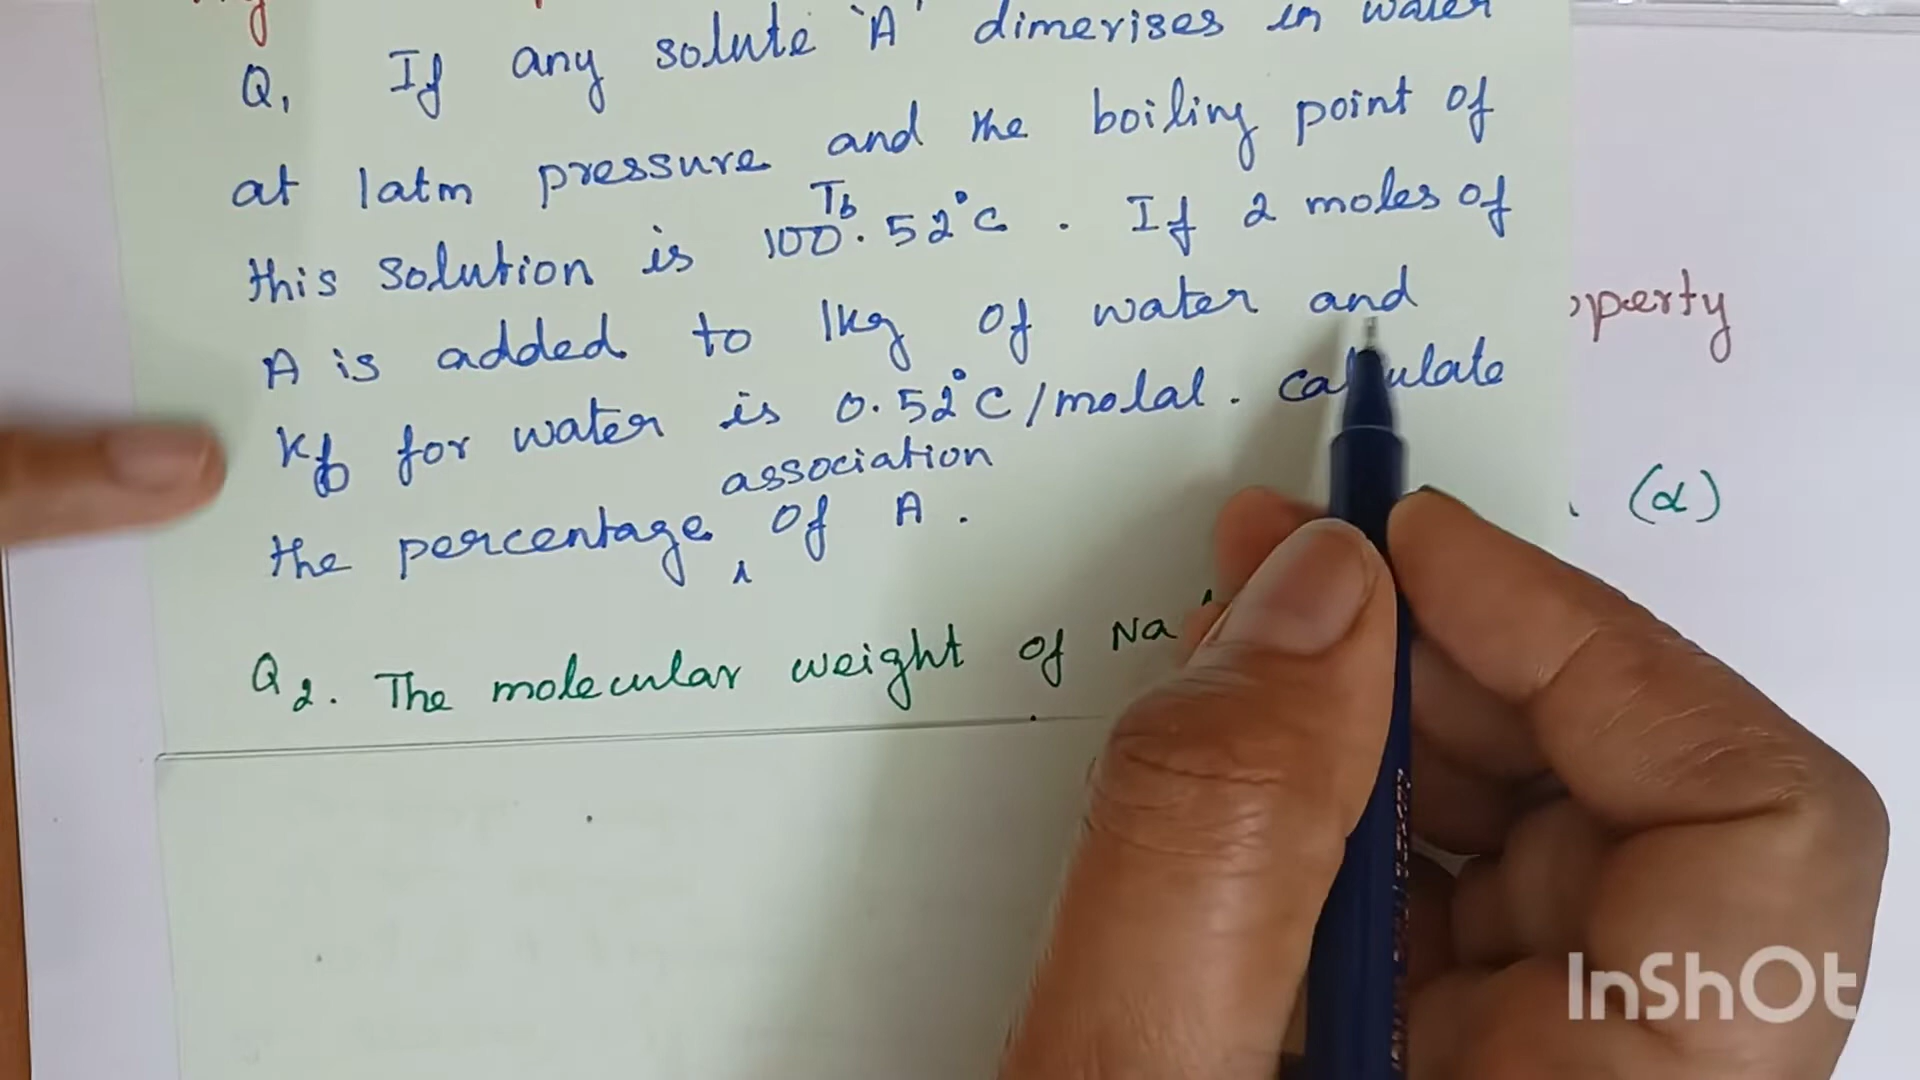 Q1 If any solute 'A' dimerises in water
at 1atm pressure and the boiling point of
Tb
this solution is 100.52°C. If 2 moles of
A is added to 1kg of water and
property
Kb for water is 0.52°C/molal. calculate
association
the percentage of A.
(α)
Q2. The molecular weight of Na
InShOt